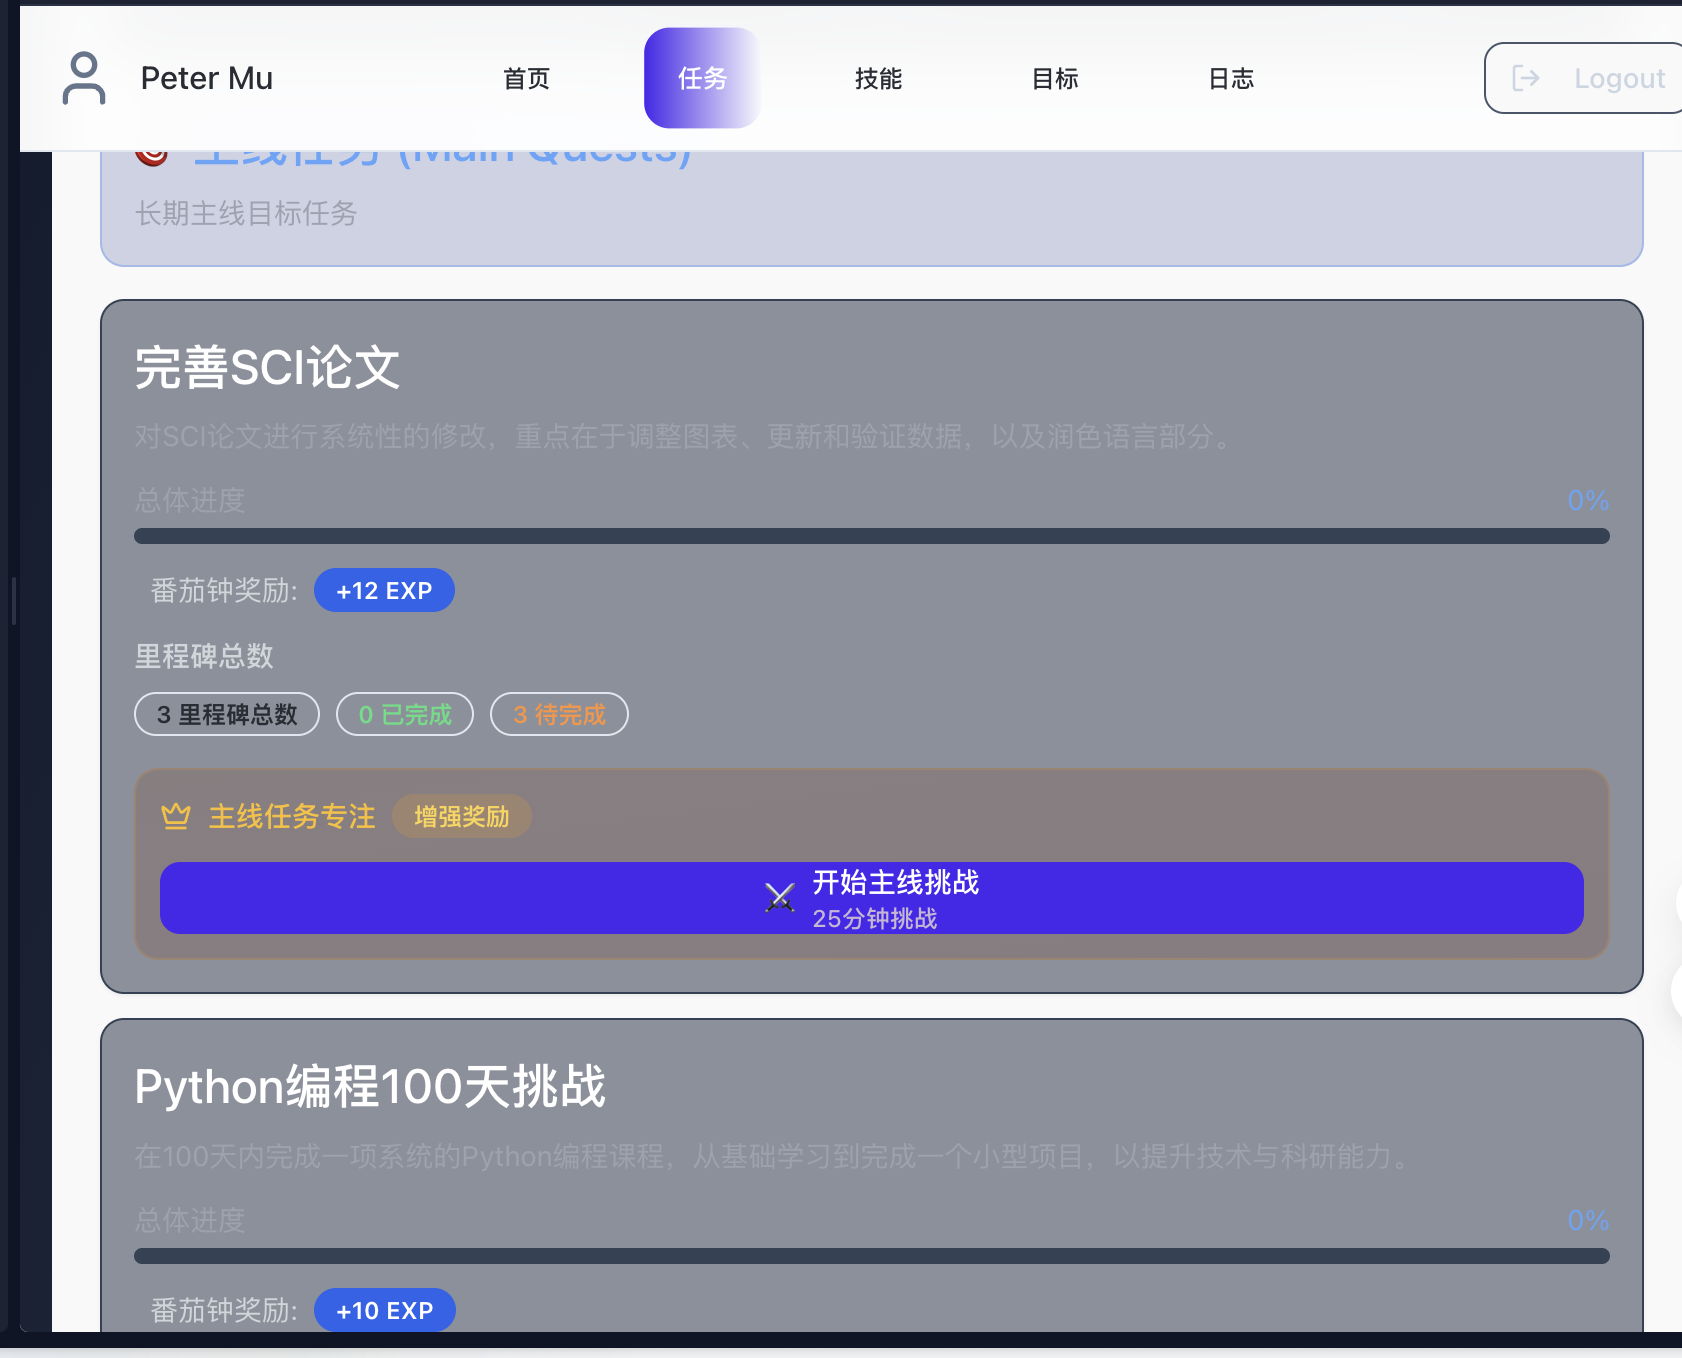 Peter Mu
首页
任务
技能
目标
日志
Logout
主线任务 (Main Quests)
长期主线目标任务
完善SCI论文
对SCI论文进行系统性的修改，重点在于调整图表、更新和验证数据，以及润色语言部分。
总体进度
0%
番茄钟奖励:
+12 EXP
里程碑总数
3 里程碑总数
0 已完成
3 待完成
主线任务专注
增强奖励
开始主线挑战
25分钟挑战
Python编程100天挑战
在100天内完成一项系统的Python编程课程，从基础学习到完成一个小型项目，以提升技术与科研能力。
总体进度
0%
番茄钟奖励:
+10 EXP